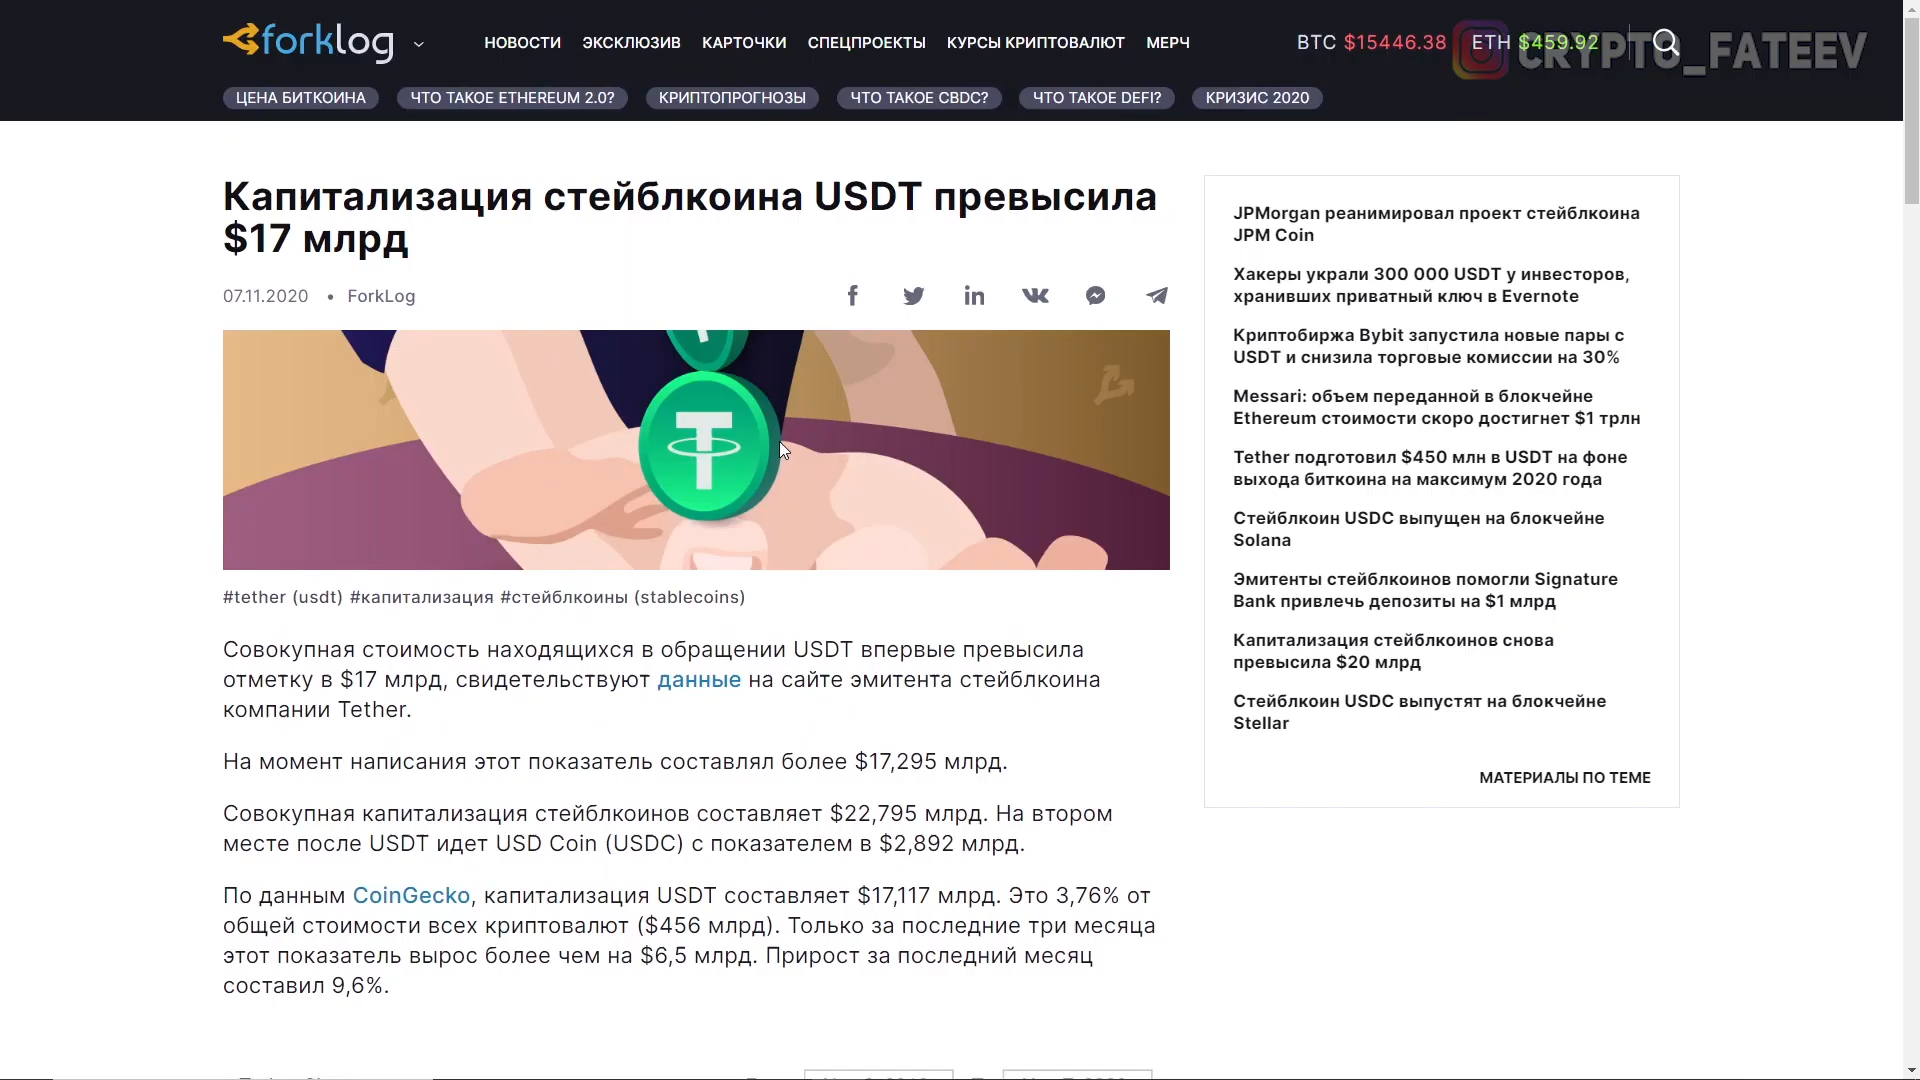 forklog
НОВОСТИ ЭКСКЛЮЗИВ КАРТОЧКИ СПЕЦПРОЕКТЫ КУРСЫ КРИПТОВАЛЮТ МЕРЧ
BTC $15446.38 ETH $459.92
CRYPTO_FATEEV
ЦЕНА БИТКОИНА ЧТО ТАКОЕ ETHEREUM 2.0? КРИПТОПРОГНОЗЫ ЧТО ТАКОЕ CBDC? ЧТО ТАКОЕ DEFI? КРИЗИС 2020
Капитализация стейблкоина USDT превысила
$17 млрд
07.11.2020 • ForkLog
#tether (usdt) #капитализация #стейблкоины (stablecoins)
Совокупная стоимость находящихся в обращении USDT впервые превысила
отметку в $17 млрд, свидетельствуют данные на сайте эмитента стейблкоина
компании Tether.
На момент написания этот показатель составлял более $17,295 млрд.
Совокупная капитализация стейблкоинов составляет $22,795 млрд. На втором
месте после USDT идет USD Coin (USDC) с показателем в $2,892 млрд.
По данным CoinGecko, капитализация USDT составляет $17,117 млрд. Это 3,76% от
общей стоимости всех криптовалют ($456 млрд). Только за последние три месяца
этот показатель вырос более чем на $6,5 млрд. Прирост за последний месяц
составил 9,6%.
JPMorgan реанимировал проект стейблкоина
JPM Coin
Хакеры украли 300 000 USDT у инвесторов,
хранивших приватный ключ в Evernote
Криптобиржа Bybit запустила новые пары с
USDT и снизила торговые комиссии на 30%
Messari: объем переданной в блокчейне
Ethereum стоимости скоро достигнет $1 трлн
Tether подготовил $450 млн в USDT на фоне
выхода биткоина на максимум 2020 года
Стейблкоин USDC выпущен на блокчейне
Solana
Эмитенты стейблкоинов помогли Signature
Bank привлечь депозиты на $1 млрд
Капитализация стейблкоинов снова
превысила $20 млрд
Стейблкоин USDC выпустят на блокчейне
Stellar
МАТЕРИАЛЫ ПО ТЕМЕ